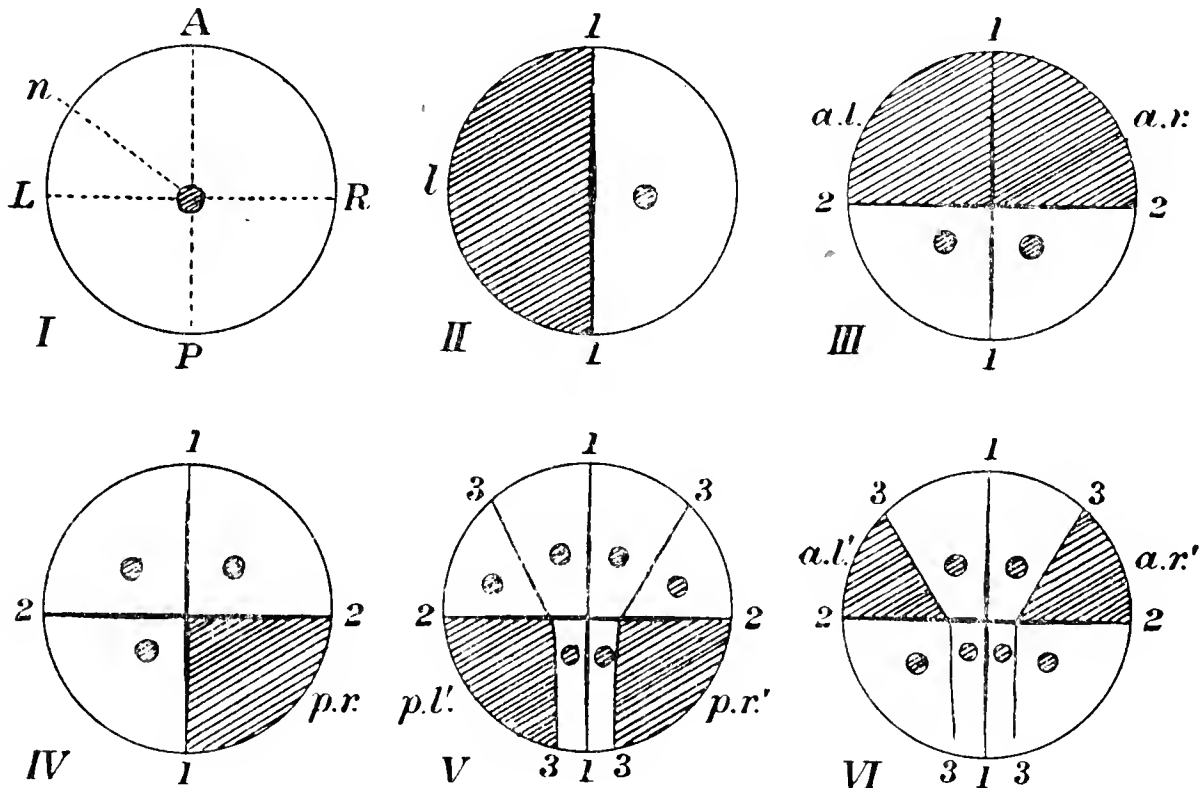 A
n
L R
I
P
1
l
II
1
1
a.l. a.r.
2 2
III
1
1
2 2
p.r.
IV
1
1
3 3
2 2
p.l'. p.r.'
V
3 1 3
1
3 3
a.l.' a.r.'
2 2
VI
3 1 3